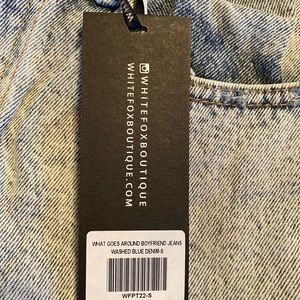 WHITEFOXBOUTIQUE
WHITEFOXBOUTIQUE.COM
WHAT GOES AROUND BOYFRIEND JEANS
WASHED BLUE DENIM-S
WFPT22-S